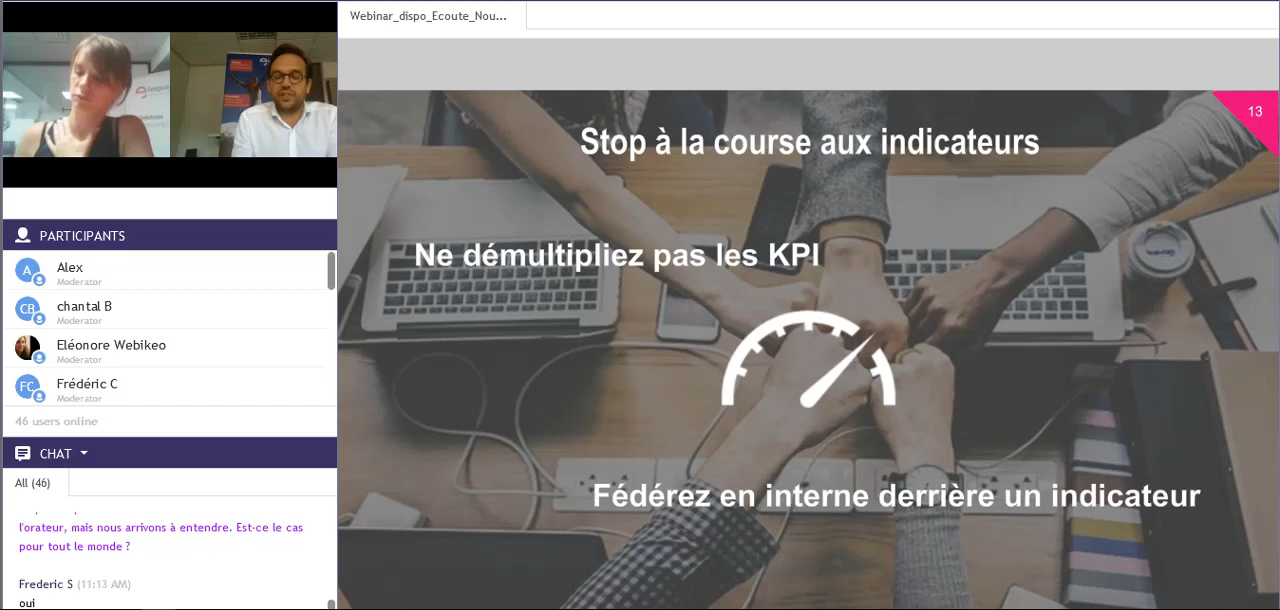 Webinar_dispo_Ecoute_Nou...
PARTICIPANTS
A
Alex
Moderator
CB
chantal B
Moderator
Eléonore Webikeo
Moderator
FC
Frédéric C
Moderator
46 users online
CHAT
All (46)
l'orateur, mais nous arrivons à entendre. Est-ce le cas
pour tout le monde ?
Frederic S (11:13 AM)
oui
13
Stop à la course aux indicateurs
Ne démultipliez pas les KPI
Fédérez en interne derrière un indicateur